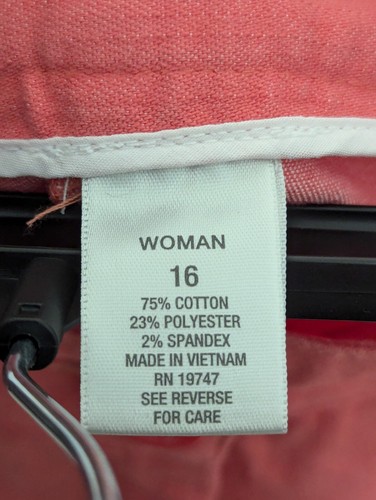 WOMAN
16
75% COTTON
23% POLYESTER
2% SPANDEX
MADE IN VIETNAM
RN 19747
SEE REVERSE
FOR CARE